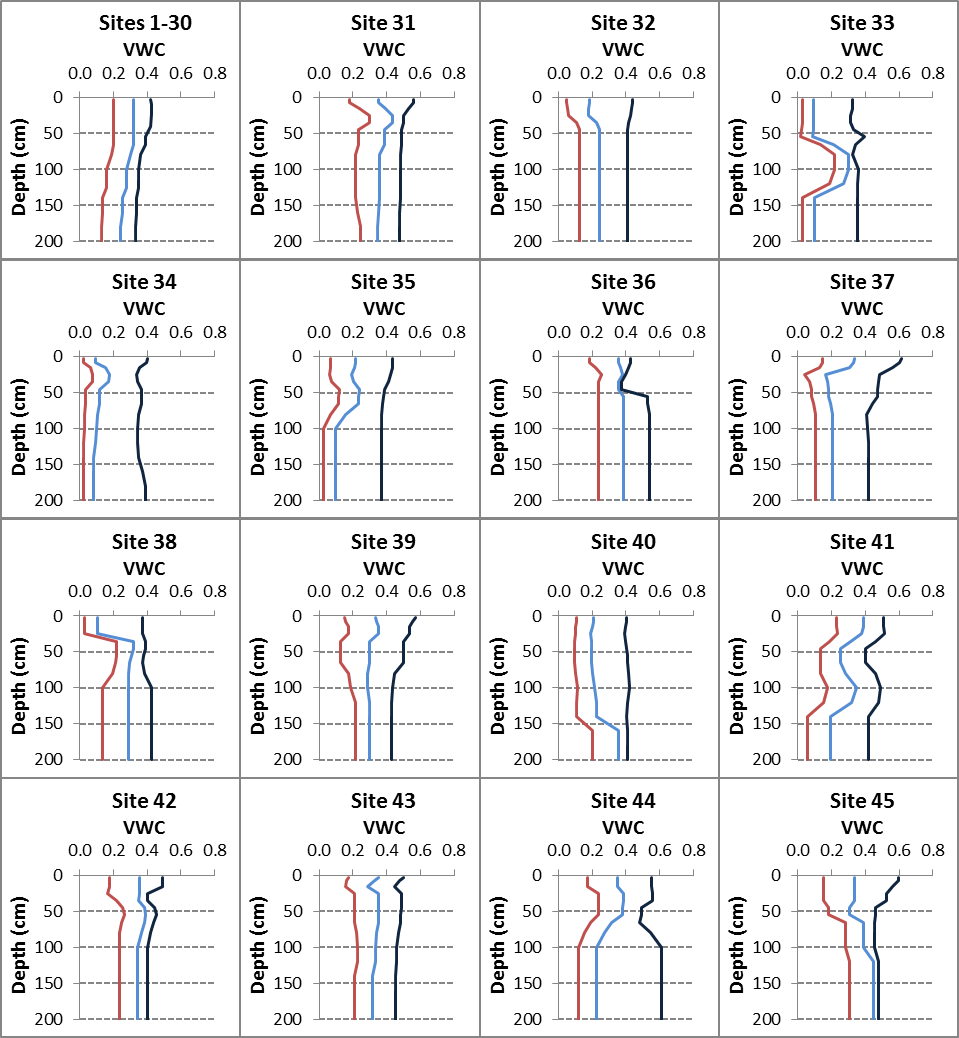 Sites 1-30
VWC
0.0 0.2 0.4 0.6 0.8
Depth (cm)
0
50
100
150
200
Site 31
VWC
0.0 0.2 0.4 0.6 0.8
Depth (cm)
0
50
100
150
200
Site 32
VWC
0.0 0.2 0.4 0.6 0.8
Depth (cm)
0
50
100
150
200
Site 33
VWC
0.0 0.2 0.4 0.6 0.8
Depth (cm)
0
50
100
150
200
Site 34
VWC
0.0 0.2 0.4 0.6 0.8
Depth (cm)
0
50
100
150
200
Site 35
VWC
0.0 0.2 0.4 0.6 0.8
Depth (cm)
0
50
100
150
200
Site 36
VWC
0.0 0.2 0.4 0.6 0.8
Depth (cm)
0
50
100
150
200
Site 37
VWC
0.0 0.2 0.4 0.6 0.8
Depth (cm)
0
50
100
150
200
Site 38
VWC
0.0 0.2 0.4 0.6 0.8
Depth (cm)
0
50
100
150
200
Site 39
VWC
0.0 0.2 0.4 0.6 0.8
Depth (cm)
0
50
100
150
200
Site 40
VWC
0.0 0.2 0.4 0.6 0.8
Depth (cm)
0
50
100
150
200
Site 41
VWC
0.0 0.2 0.4 0.6 0.8
Depth (cm)
0
50
100
150
200
Site 42
VWC
0.0 0.2 0.4 0.6 0.8
Depth (cm)
0
50
100
150
200
Site 43
VWC
0.0 0.2 0.4 0.6 0.8
Depth (cm)
0
50
100
150
200
Site 44
VWC
0.0 0.2 0.4 0.6 0.8
Depth (cm)
0
50
100
150
200
Site 45
VWC
0.0 0.2 0.4 0.6 0.8
Depth (cm)
0
50
100
150
200